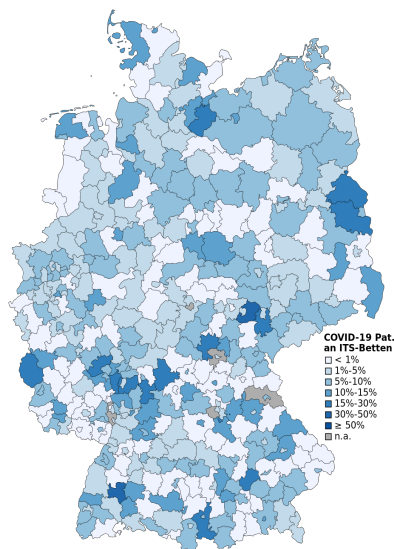 COVID-19 Pat.
an ITS-Betten
< 1%
1%-5%
5%-10%
10%-15%
15%-30%
30%-50%
≥ 50%
n.a.